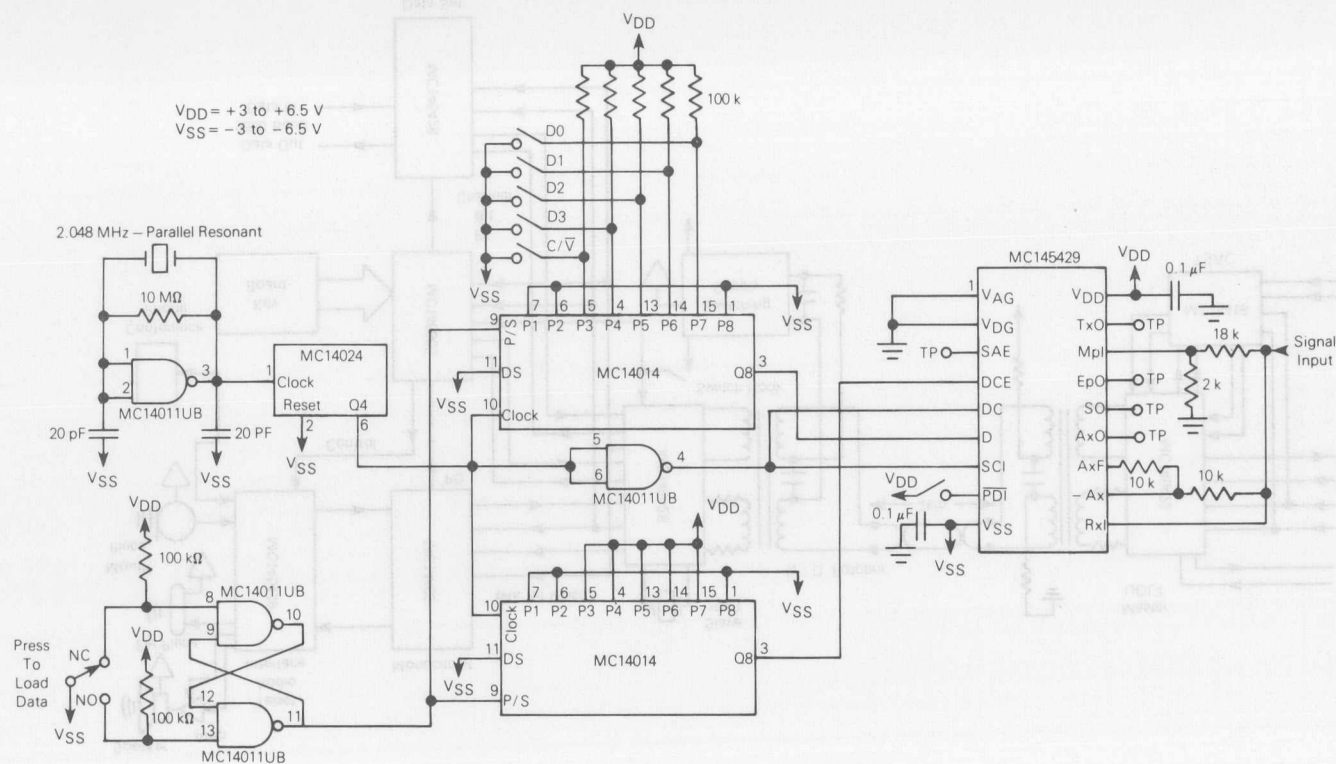 VDD
100 k
VDD = +3 to +6.5 V
VSS = −3 to −6.5 V
D0
D1
D2
D3
C/V̅
VSS
2.048 MHz – Parallel Resonant
10 MΩ
1
2
3
MC14011UB
20 pF
20 PF
VSS
VSS
MC14024
1
Clock
Reset
Q4
2
6
VSS
7 6 5 4 13 14 15 1
P1 P2 P3 P4 P5 P6 P7 P8
VSS
9
P/S
11
DS
VSS
10
Clock
MC14014
3
Q8
5
6
4
MC14011UB
VDD
7 6 5 4 13 14 15 1
P1 P2 P3 P4 P5 P6 P7 P8
VSS
10
Clock
11
DS
VSS
9
P/S
MC14014
3
Q8
VDD
100 kΩ
VDD
100 kΩ
Press
To
Load
Data
NC
NO
VSS
MC14011UB
8
9
10
12
13
11
MC14011UB
MC145429
1
VAG
VDG
TP
SAE
DCE
DC
D
SCI
VDD
P̅D̅I̅
0.1 µF
VSS
VSS
VDD
VDD
0.1 µF
TxO
TP
MpI
18 k
Signal
Input
2 k
EpO
TP
SO
TP
AxO
TP
AxF
10 k
10 k
−Ax
RxI